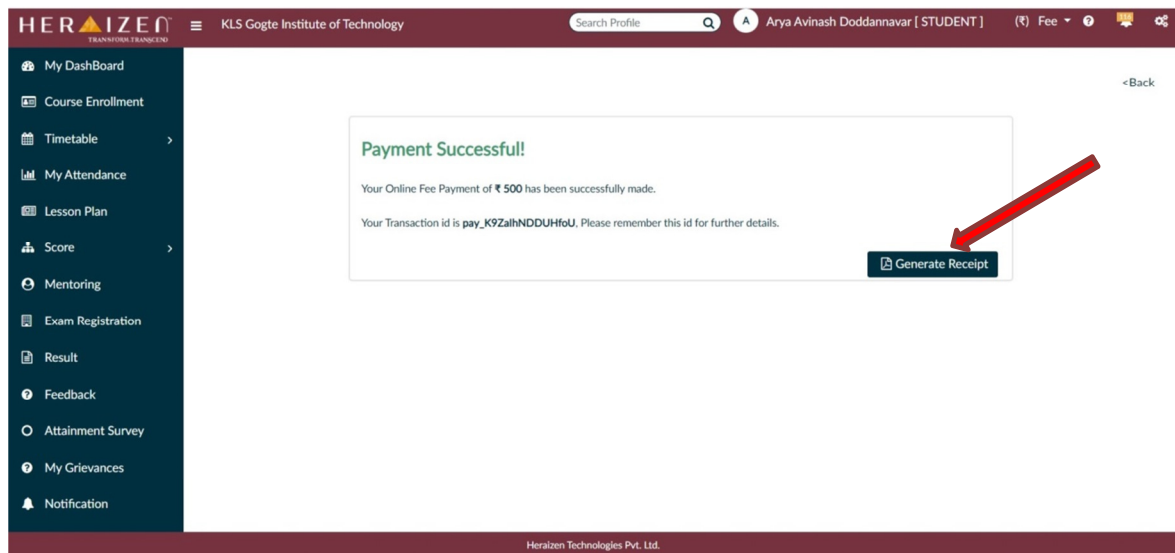 HERAIZEN
TRANSFORM.TRANSCEND
KLS Gogte Institute of Technology
Search Profile
A
Arya Avinash Doddannavar [ STUDENT ]
(₹) Fee
My DashBoard
Course Enrollment
Timetable
My Attendance
Lesson Plan
Score
Mentoring
Exam Registration
Result
Feedback
Attainment Survey
My Grievances
Notification
<Back
Payment Successful!
Your Online Fee Payment of ₹ 500 has been successfully made.
Your Transaction id is pay_K9ZalhNDDUHfoU, Please remember this id for further details.
Generate Receipt
Heraizen Technologies Pvt. Ltd.